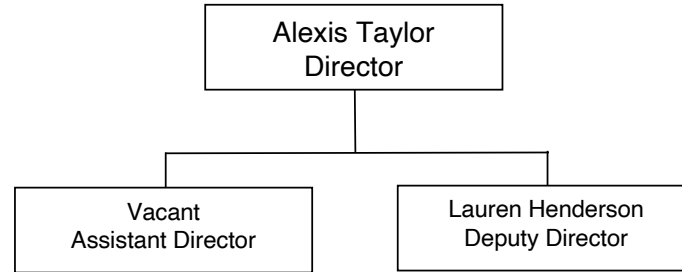 Alexis Taylor
Director
Vacant
Assistant Director
Lauren Henderson
Deputy Director